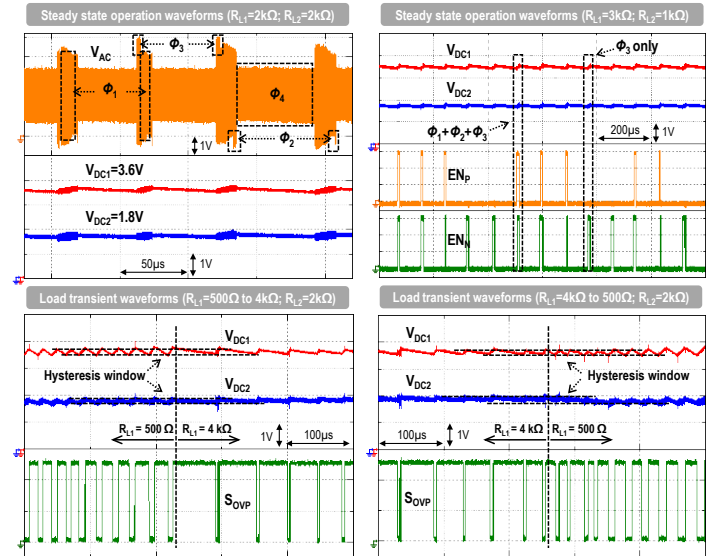 Steady state operation waveforms (RL1=2kΩ; RL2=2kΩ)
VAC
ϕ3
ϕ1
ϕ4
ϕ2
1V
VDC1=3.6V
VDC2=1.8V
50µs
1V
Steady state operation waveforms (RL1=3kΩ; RL2=1kΩ)
ϕ3 only
VDC1
VDC2
ϕ1+ϕ2+ϕ3
200µs
1V
ENP
ENN
Load transient waveforms (RL1=500Ω to 4kΩ; RL2=2kΩ)
VDC1
Hysteresis window
VDC2
RL1= 500 Ω
RL1= 4 kΩ
1V
100µs
SOVP
Load transient waveforms (RL1=4kΩ to 500Ω; RL2=2kΩ)
VDC1
Hysteresis window
VDC2
RL1= 4 kΩ
RL1= 500 Ω
100µs
1V
SOVP